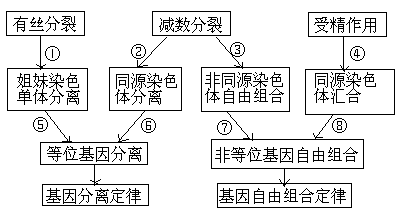 有丝分裂
减数分裂
受精作用
①
②
③
④
姐妹染色
单体分离
同源染色
体分离
非同源染色
体自由组合
同源染色
体汇合
⑤
⑥
⑦
⑧
等位基因分离
非等位基因自由组合
基因分离定律
基因自由组合定律